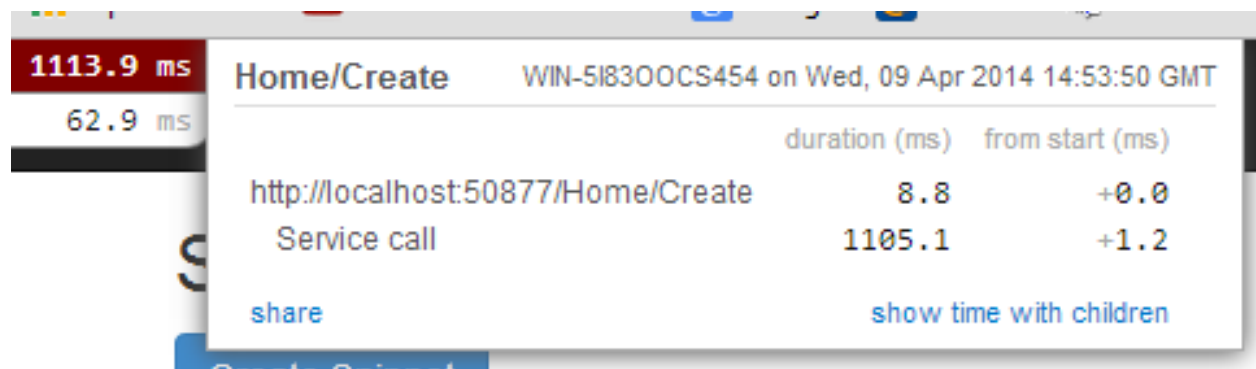 1113.9 ms
62.9 ms
Home/Create WIN-5I83OOCS454 on Wed, 09 Apr 2014 14:53:50 GMT
duration (ms) from start (ms)
http://localhost:50877/Home/Create 8.8 +0.0
Service call 1105.1 +1.2
share show time with children